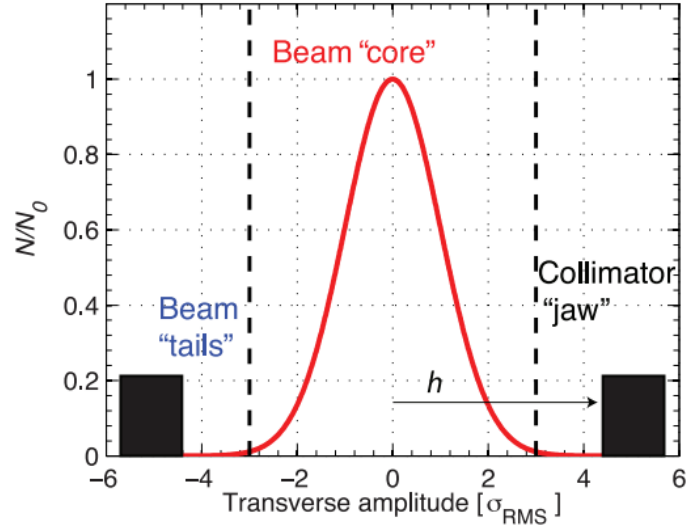 Beam “core”
1
0.8
0.6
0.4
0.2
0
N/N0
Collimator
“jaw”
Beam
“tails”
h
−6
−4
−2
0
2
4
6
Transverse amplitude [σRMS]